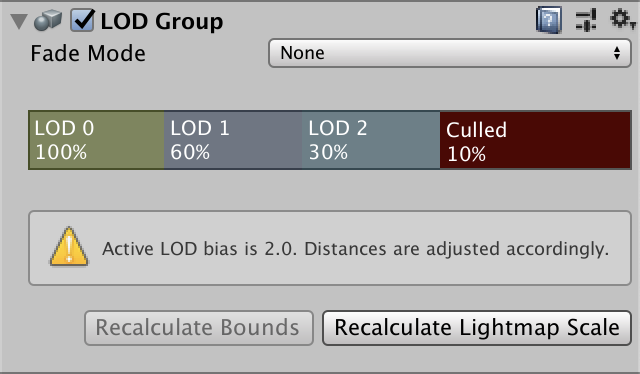 LOD Group
Fade Mode None
LOD 0 LOD 1 LOD 2 Culled
100% 60% 30% 10%
Active LOD bias is 2.0. Distances are adjusted accordingly.
Recalculate Bounds Recalculate Lightmap Scale